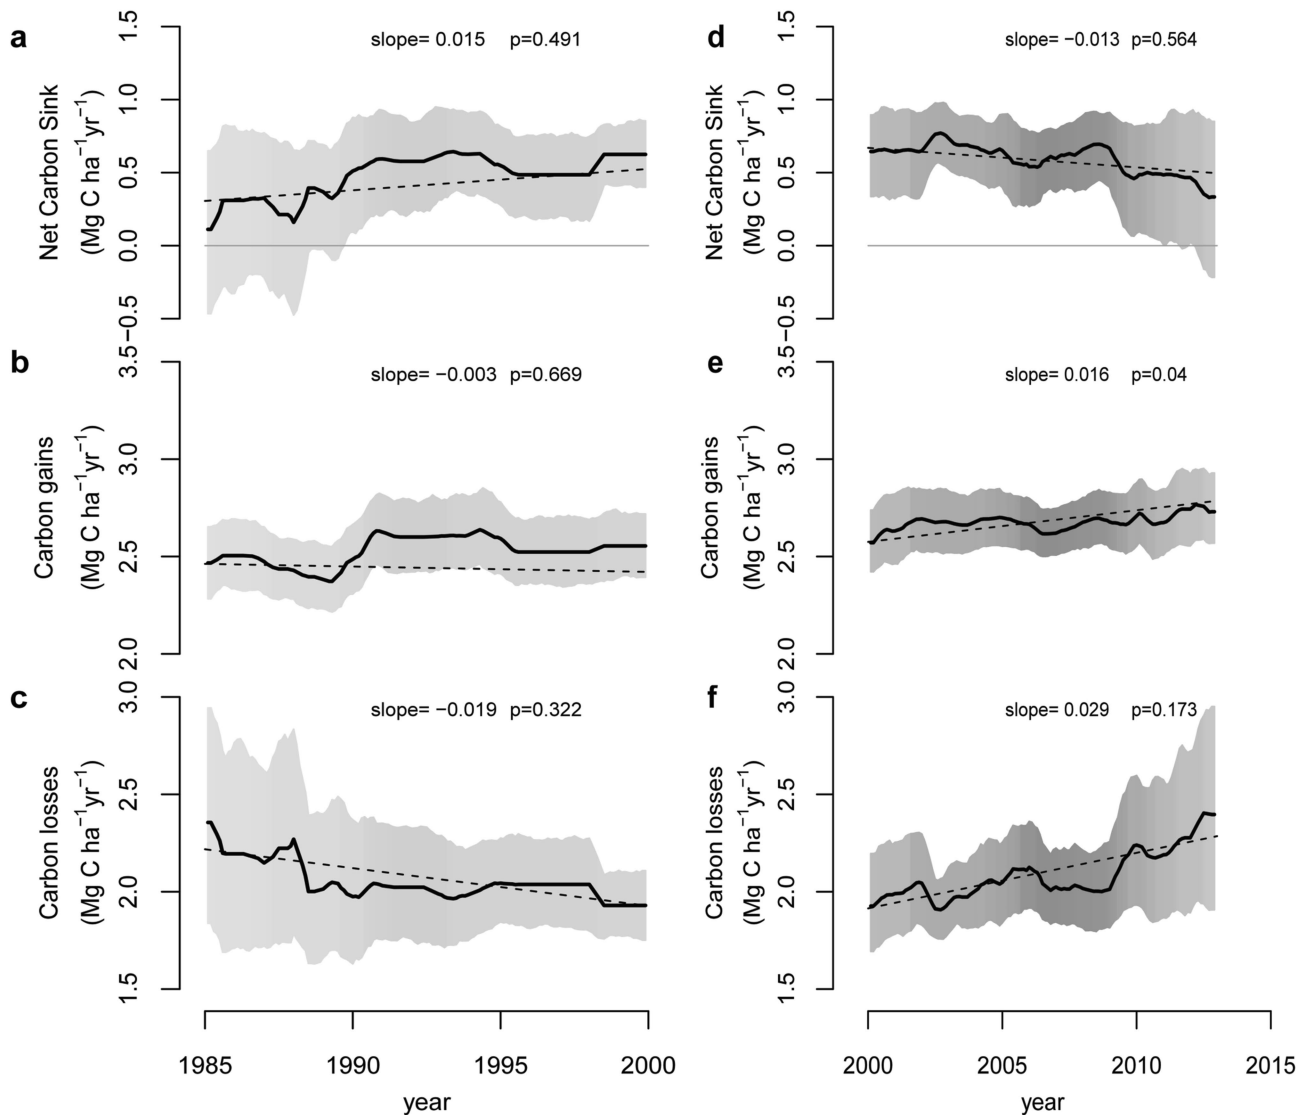 a
slope= 0.015 p=0.491
Net Carbon Sink
(Mg C ha⁻¹yr⁻¹)
1.5
1.0
0.5
0.0
−0.5
d
slope= −0.013 p=0.564
Net Carbon Sink
(Mg C ha⁻¹yr⁻¹)
1.5
1.0
0.5
0.0
−0.5
b
slope= −0.003 p=0.669
Carbon gains
(Mg C ha⁻¹yr⁻¹)
3.5
3.0
2.5
2.0
e
slope= 0.016 p=0.04
Carbon gains
(Mg C ha⁻¹yr⁻¹)
3.5
3.0
2.5
2.0
c
slope= −0.019 p=0.322
Carbon losses
(Mg C ha⁻¹yr⁻¹)
3.0
2.5
2.0
1.5
1985 1990 1995 2000
year
f
slope= 0.029 p=0.173
Carbon losses
(Mg C ha⁻¹yr⁻¹)
3.0
2.5
2.0
1.5
2000 2005 2010 2015
year